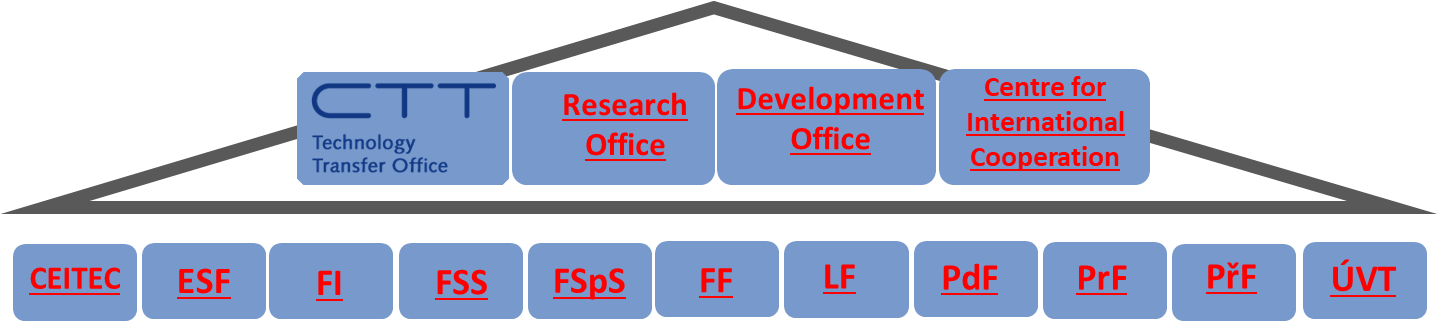 CTT
Technology
Transfer Office
Research
Office
Development
Office
Centre for
International
Cooperation
CEITEC
ESF
FI
FSS
FSpS
FF
LF
PdF
PrF
PřF
ÚVT